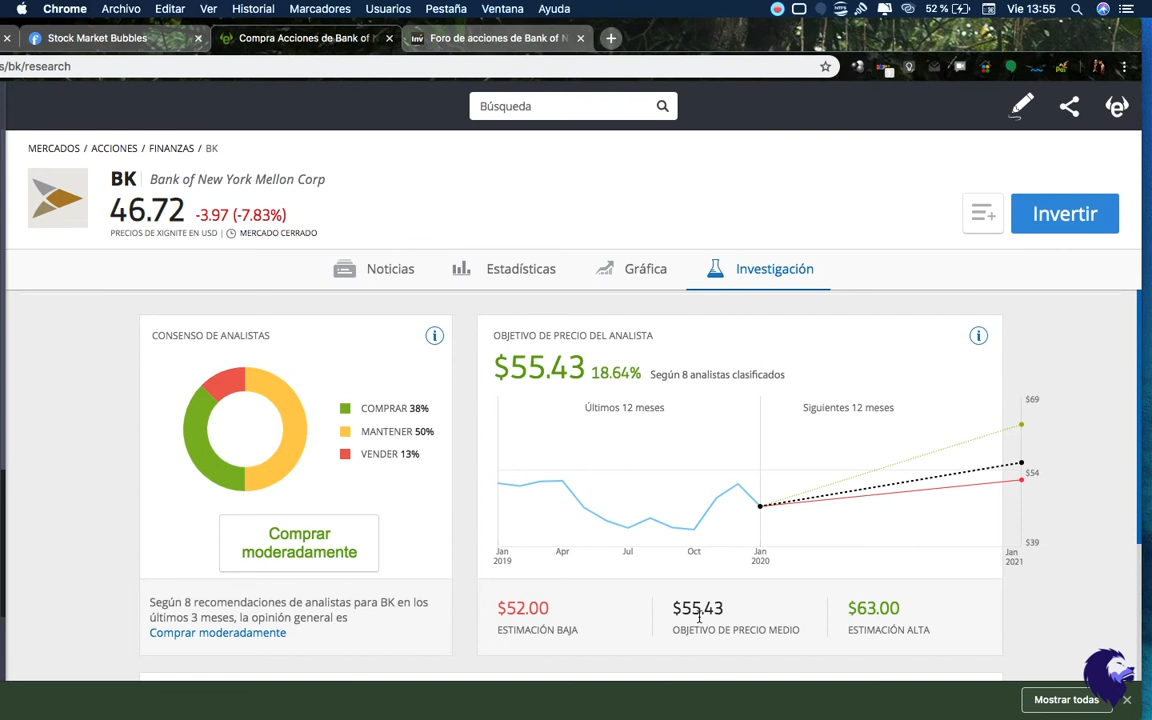 Chrome Archivo Editar Ver Historial Marcadores Usuarios Pestaña Ventana Ayuda 52 % Vie 13:55
Stock Market Bubbles Compra Acciones de Bank of Foro de acciones de Bank of N
s/bk/research
Búsqueda
MERCADOS / ACCIONES / FINANZAS / BK
BK Bank of New York Mellon Corp
46.72 -3.97 (-7.83%)
PRECIOS DE XIGNITE EN USD | MERCADO CERRADO
Invertir
Noticias Estadísticas Gráfica Investigación
CONSENSO DE ANALISTAS
COMPRAR 38%
MANTENER 50%
VENDER 13%
Comprar
moderadamente
Según 8 recomendaciones de analistas para BK en los
últimos 3 meses, la opinión general es
Comprar moderadamente
OBJETIVO DE PRECIO DEL ANALISTA
$55.43 18.64% Según 8 analistas clasificados
Últimos 12 meses Siguientes 12 meses
$69
$54
$39
Jan Apr Jul Oct Jan Jan
2019 2020 2021
$52.00 $55.43 $63.00
ESTIMACIÓN BAJA OBJETIVO DE PRECIO MEDIO ESTIMACIÓN ALTA
Mostrar todas